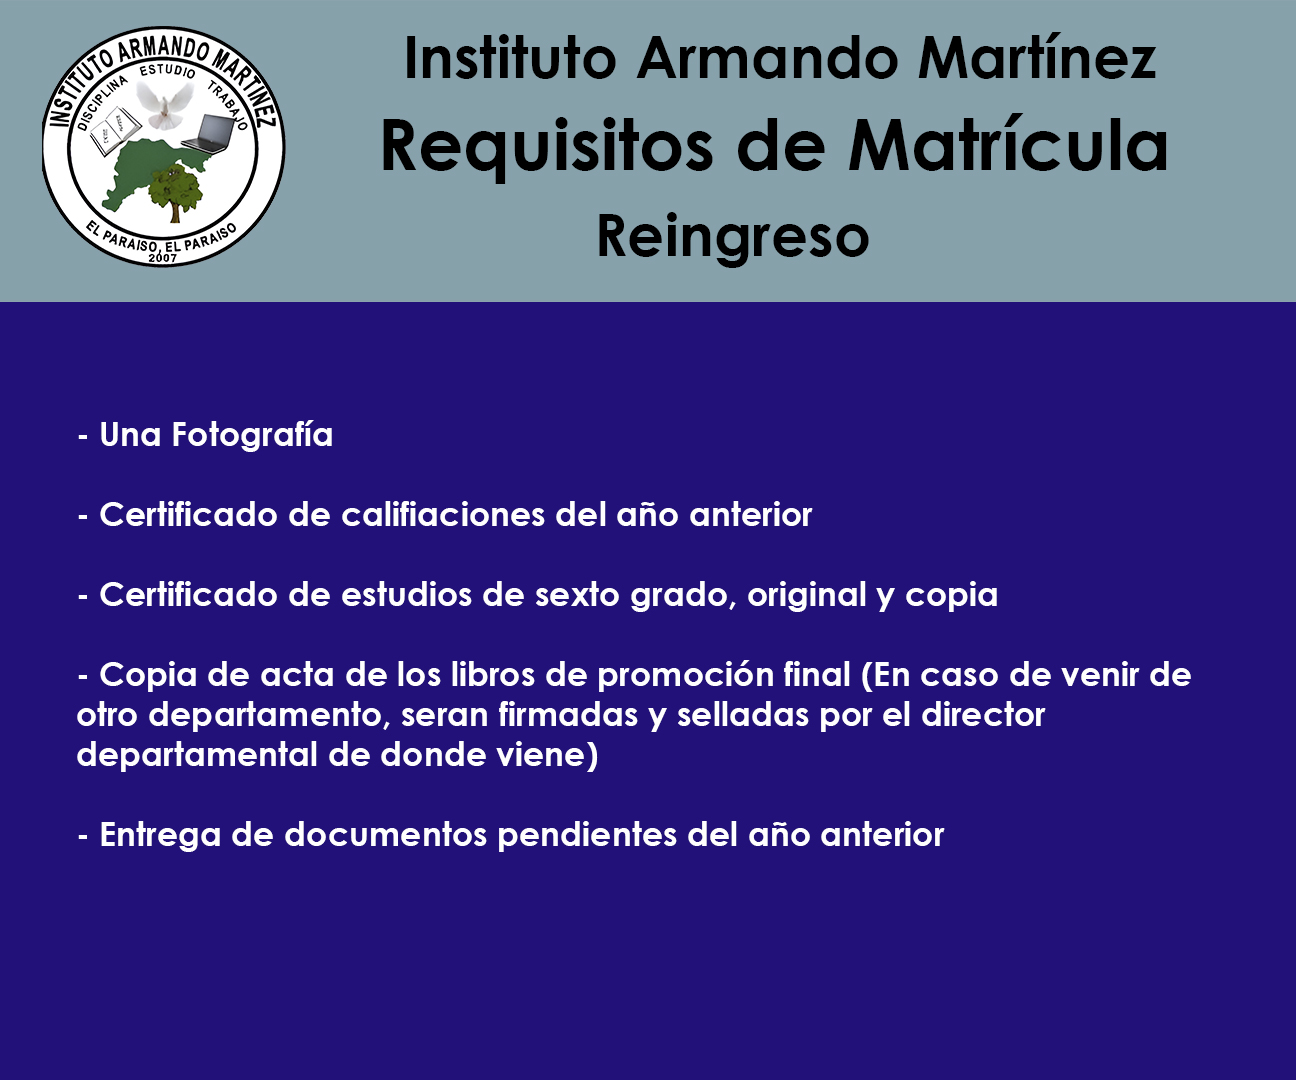 INSTITUTO ARMANDO MARTINEZ
DISCIPLINA ESTUDIO TRABAJO
EL PARAISO, EL PARAISO
2007
Instituto Armando Martínez
Requisitos de Matrícula
Reingreso
- Una Fotografía
- Certificado de califiaciones del año anterior
- Certificado de estudios de sexto grado, original y copia
- Copia de acta de los libros de promoción final (En caso de venir de
otro departamento, seran firmadas y selladas por el director
departamental de donde viene)
- Entrega de documentos pendientes del año anterior